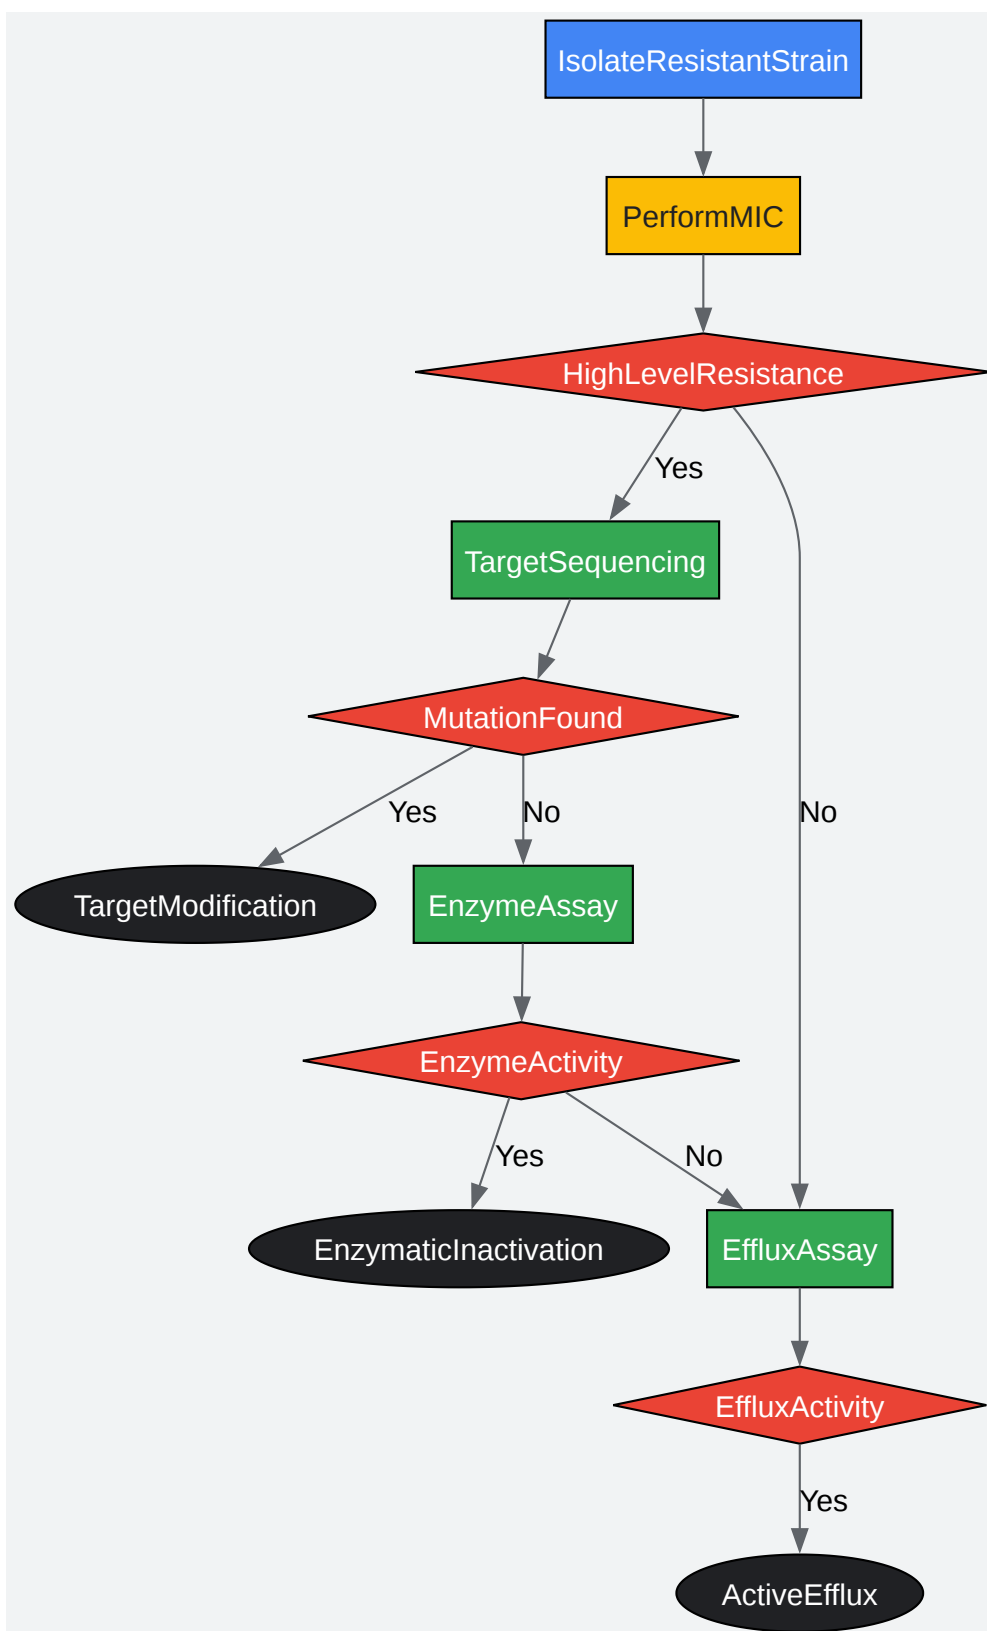 IsolateResistantStrain
PerformMIC
HighLevelResistance
Yes
TargetSequencing
MutationFound
Yes
No
No
TargetModification
EnzymeAssay
EnzymeActivity
Yes
No
EnzymaticInactivation
EffluxAssay
EffluxActivity
Yes
ActiveEfflux